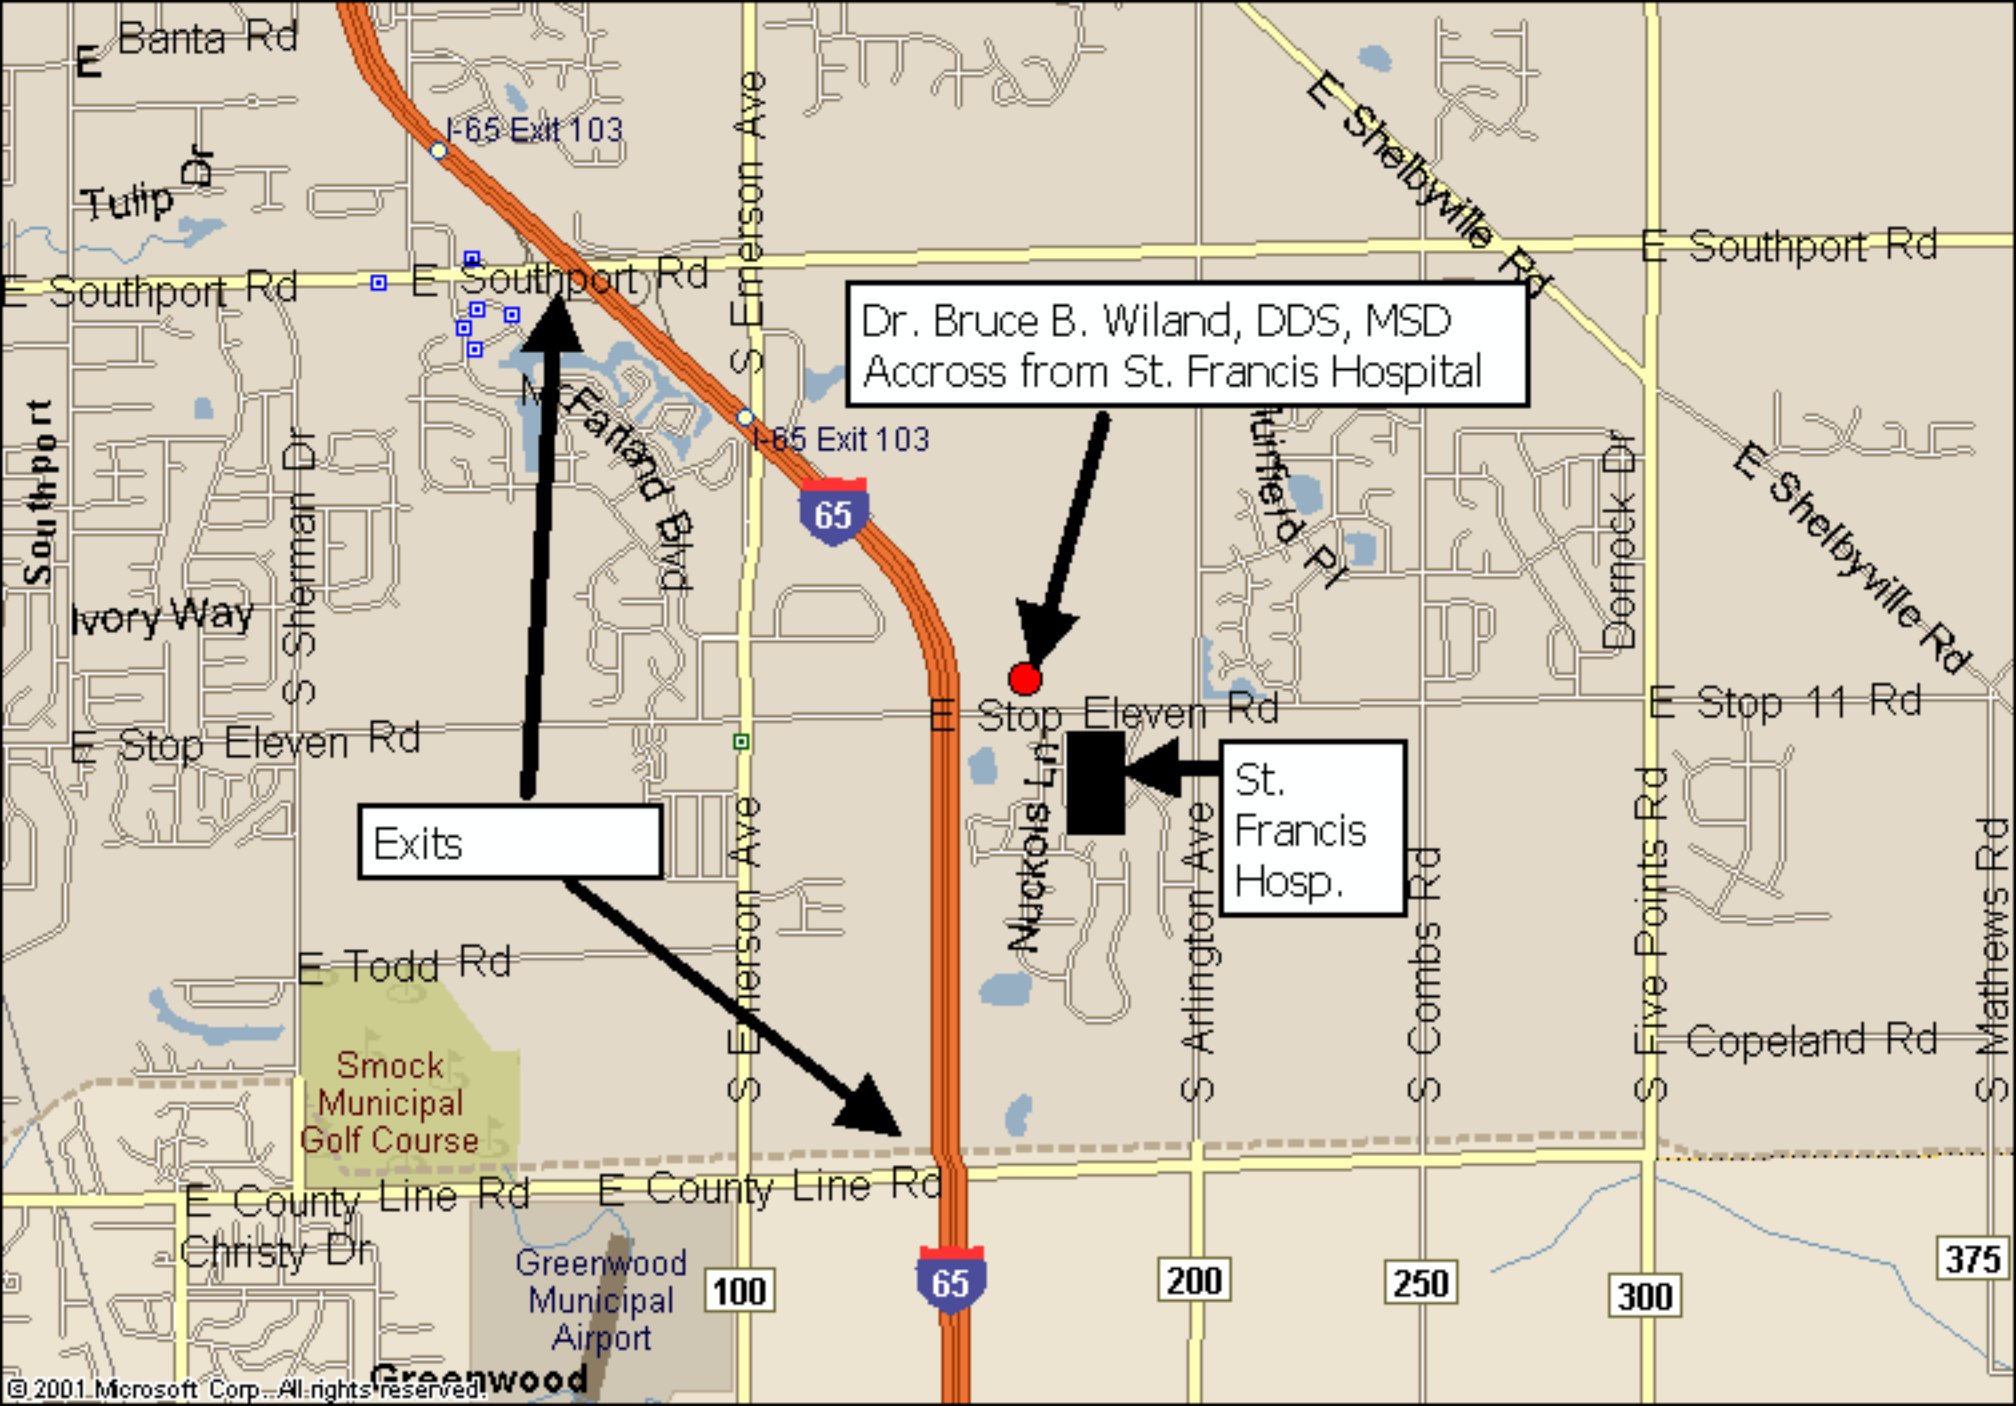 Banta Rd
E
I-65 Exit 103
Tulip
Dr
S Emerson Ave
E Shelbyville Rd
E Southport Rd
E Southport Rd
E Southport Rd
Dr. Bruce B. Wiland, DDS, MSD
Accross from St. Francis Hospital
McFarland Blvd
I-65 Exit 103
65
Southport
S Sherman Dr
Pl
Dornock Dr
E Shelbyville Rd
Ivory Way
E Stop Eleven Rd
E Stop Eleven Rd
E Stop 11 Rd
Nuckols Ln
St.
Francis
Hosp.
Exits
S Emerson Ave
S Arlington Ave
S Combs Rd
S Five Points Rd
S Mathews Rd
E Todd Rd
Copeland Rd
Smock
Municipal
Golf Course
E County Line Rd
E County Line Rd
Christy Dr
Greenwood
Municipal
Airport
100
65
200
250
300
375
Greenwood
© 2001 Microsoft Corp. All rights reserved.